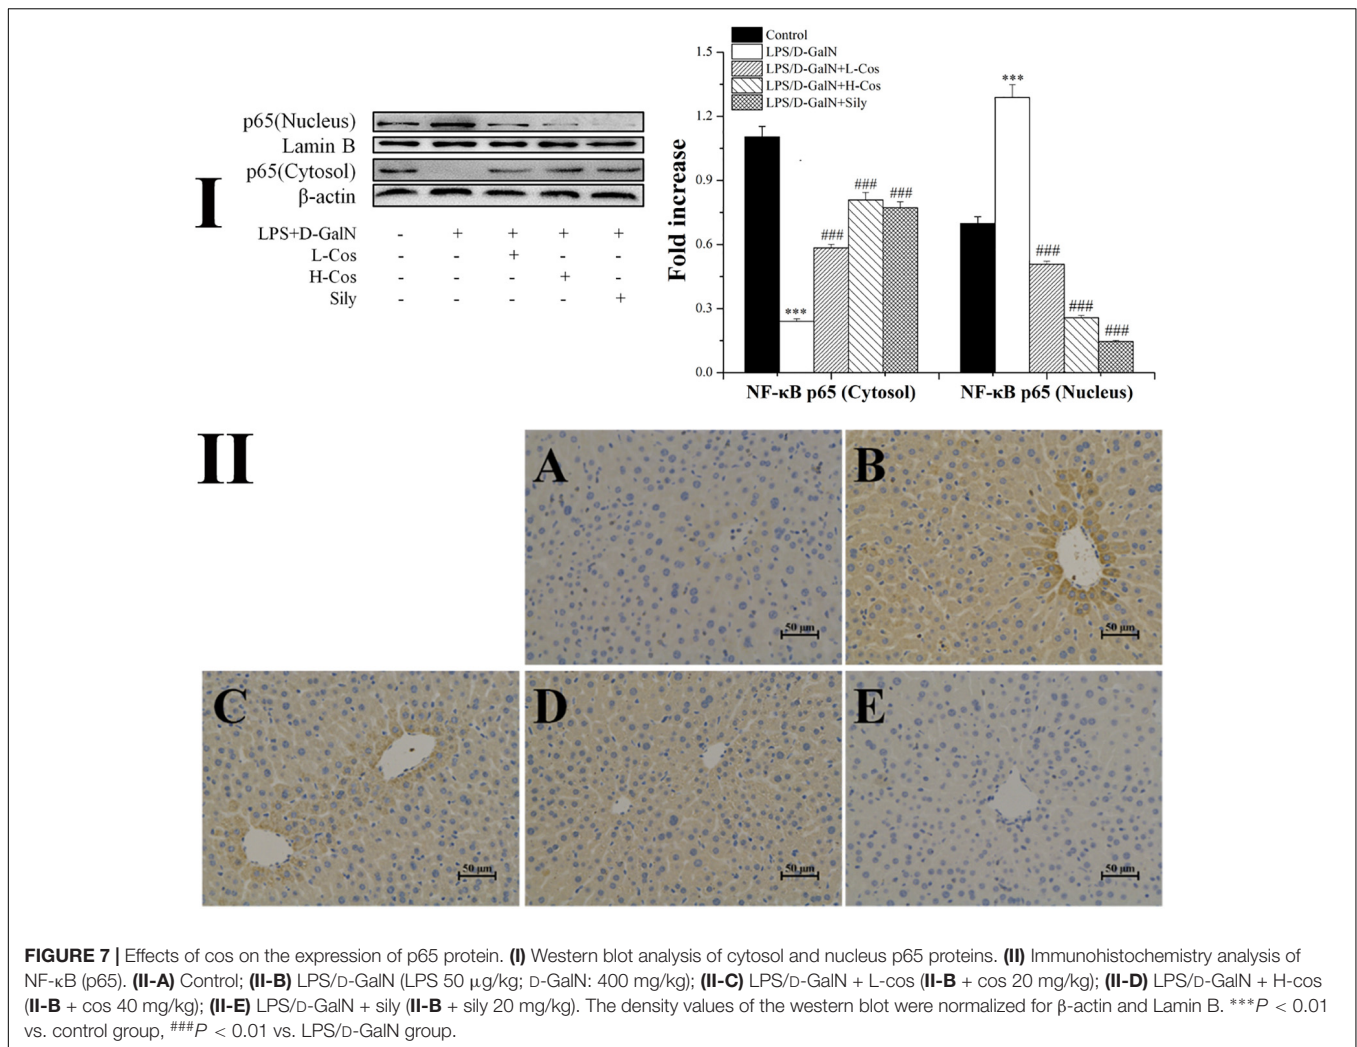 Control
LPS/D-GalN
LPS/D-GalN+L-Cos
LPS/D-GalN+H-Cos
LPS/D-GalN+Sily
1.5
1.2
0.9
0.6
0.3
0.0
Fold increase
***
###
###
###
***
###
###
###
NF-κB p65 (Cytosol) NF-κB p65 (Nucleus)
I
p65(Nucleus)
Lamin B
p65(Cytosol)
β-actin
LPS+D-GalN - + + + +
L-Cos - - + - -
H-Cos - - - + -
Sily - - - - +
II
A
50 μm
B
50 μm
C
50 μm
D
50 μm
E
50 μm
FIGURE 7 | Effects of cos on the expression of p65 protein. (I) Western blot analysis of cytosol and nucleus p65 proteins. (II) Immunohistochemistry analysis of
NF-κB (p65). (II-A) Control; (II-B) LPS/D-GalN (LPS 50 μg/kg; D-GalN: 400 mg/kg); (II-C) LPS/D-GalN + L-cos (II-B + cos 20 mg/kg); (II-D) LPS/D-GalN + H-cos
(II-B + cos 40 mg/kg); (II-E) LPS/D-GalN + sily (II-B + sily 20 mg/kg). The density values of the western blot were normalized for β-actin and Lamin B. ***P < 0.01
vs. control group, ###P < 0.01 vs. LPS/D-GalN group.